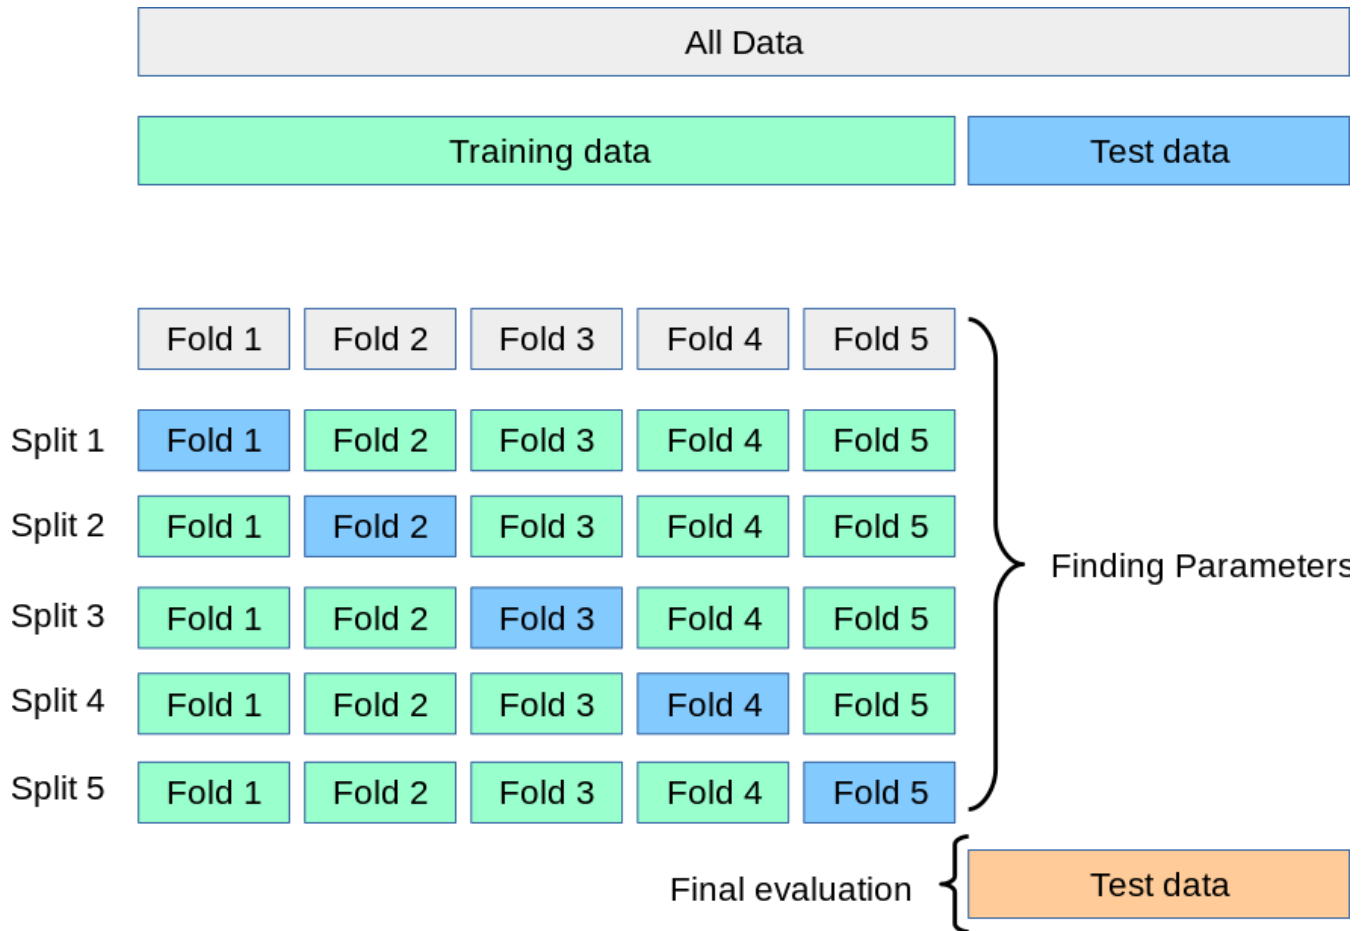 All Data
Training data Test data
Fold 1 Fold 2 Fold 3 Fold 4 Fold 5
Split 1 Fold 1 Fold 2 Fold 3 Fold 4 Fold 5
Split 2 Fold 1 Fold 2 Fold 3 Fold 4 Fold 5
Finding Parameters
Split 3 Fold 1 Fold 2 Fold 3 Fold 4 Fold 5
Split 4 Fold 1 Fold 2 Fold 3 Fold 4 Fold 5
Split 5 Fold 1 Fold 2 Fold 3 Fold 4 Fold 5
Final evaluation Test data